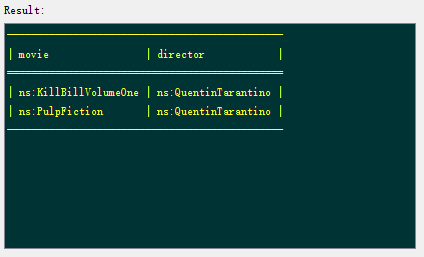 Result:
| movie | director |
| ns:KillBillVolumeOne | ns:QuentinTarantino |
| ns:PulpFiction | ns:QuentinTarantino |